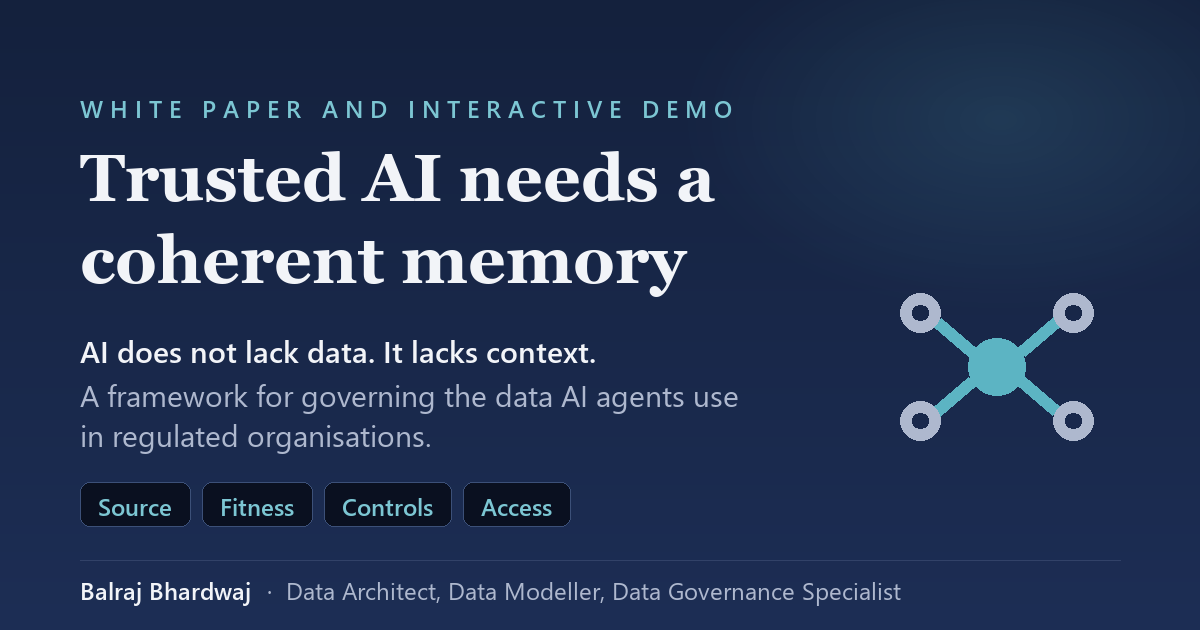 WHITE PAPER AND INTERACTIVE DEMO
Trusted AI needs a
coherent memory
AI does not lack data. It lacks context.
A framework for governing the data AI agents use
in regulated organisations.
Source Fitness Controls Access
Balraj Bhardwaj · Data Architect, Data Modeller, Data Governance Specialist